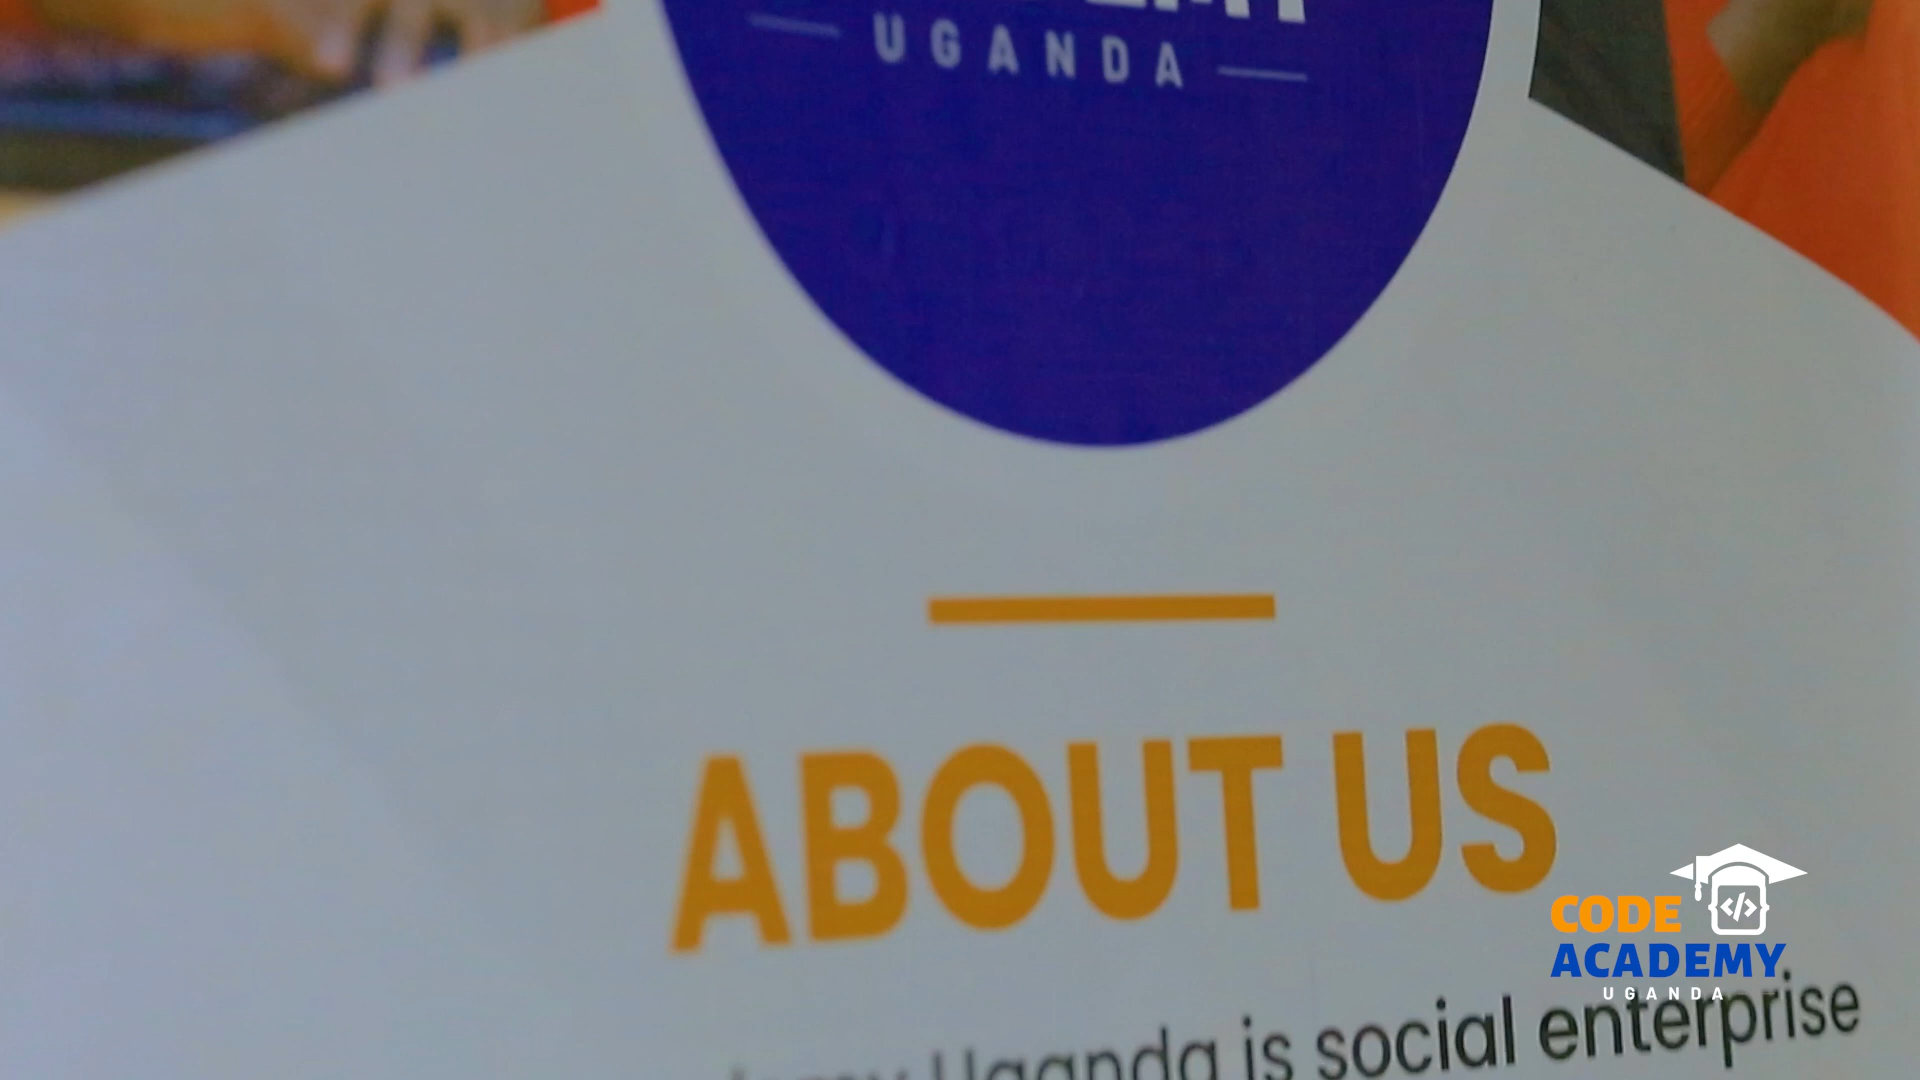 UGANDA
ABOUT US
Uganda is social enterprise
CODE
ACADEMY
UGANDA